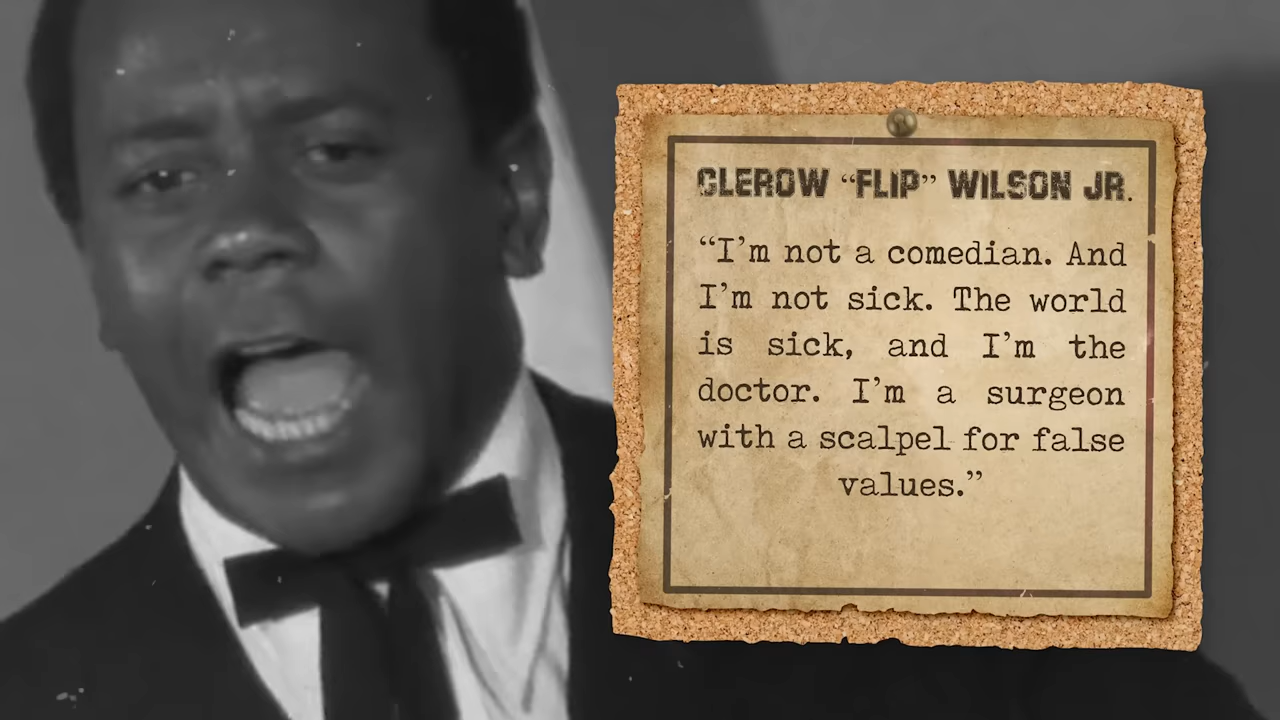 CLEROW “FLIP” WILSON JR.
“I’m not a comedian. And
I’m not sick. The world
is sick, and I’m the
doctor. I’m a surgeon
with a scalpel for false
values.”